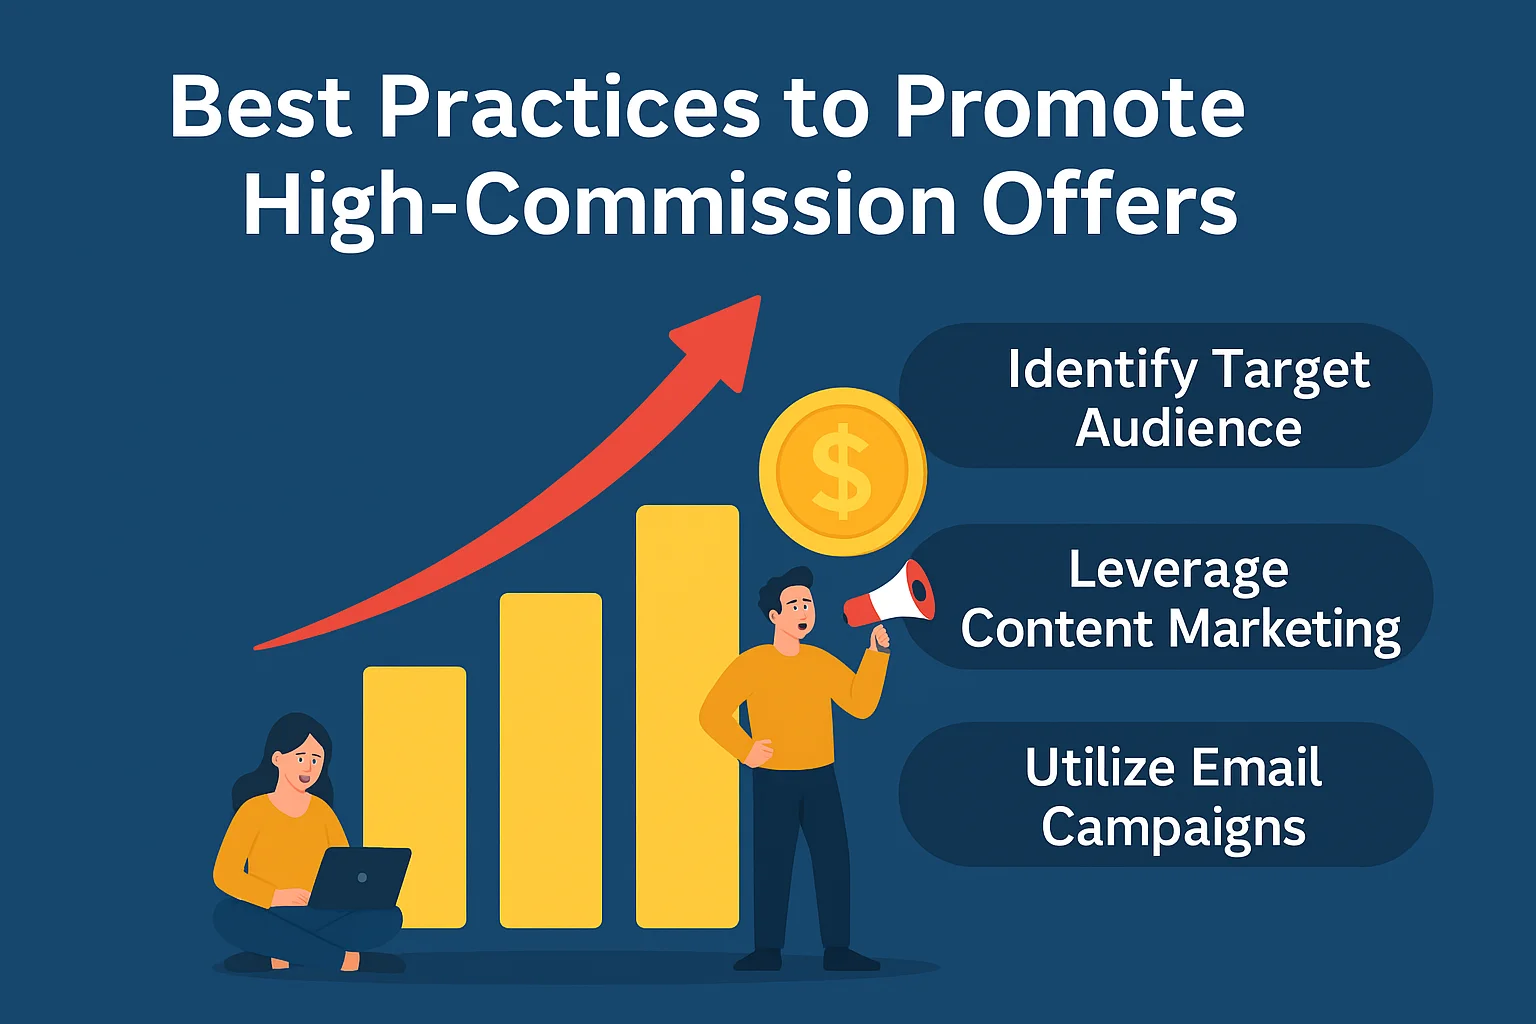 Best Practices to Promote
High-Commission Offers
$
Identify Target
Audience
Leverage
Content Marketing
Utilize Email
Campaigns